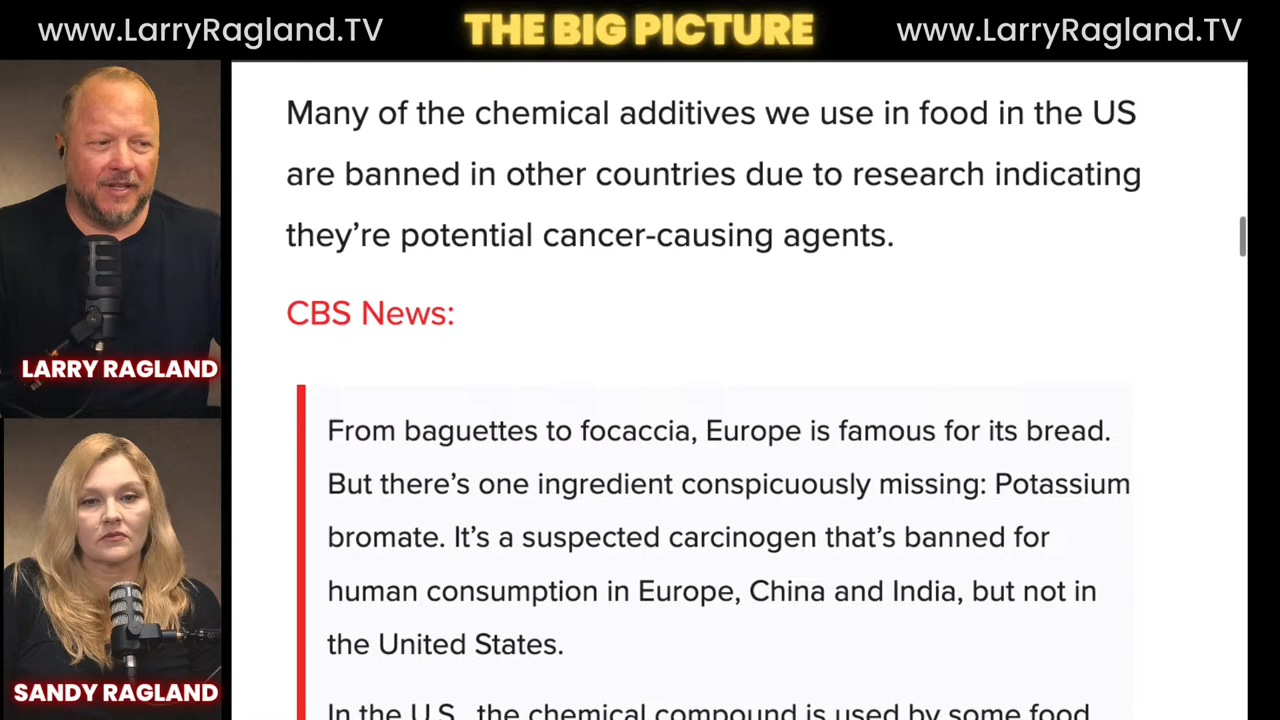 www.LarryRagland.TV
THE BIG PICTURE
www.LarryRagland.TV
Many of the chemical additives we use in food in the US
are banned in other countries due to research indicating
they’re potential cancer-causing agents.
CBS News:
From baguettes to focaccia, Europe is famous for its bread.
But there’s one ingredient conspicuously missing: Potassium
bromate. It’s a suspected carcinogen that’s banned for
human consumption in Europe, China and India, but not in
the United States.
In the U.S., the chemical compound is used by some food
LARRY RAGLAND
SANDY RAGLAND